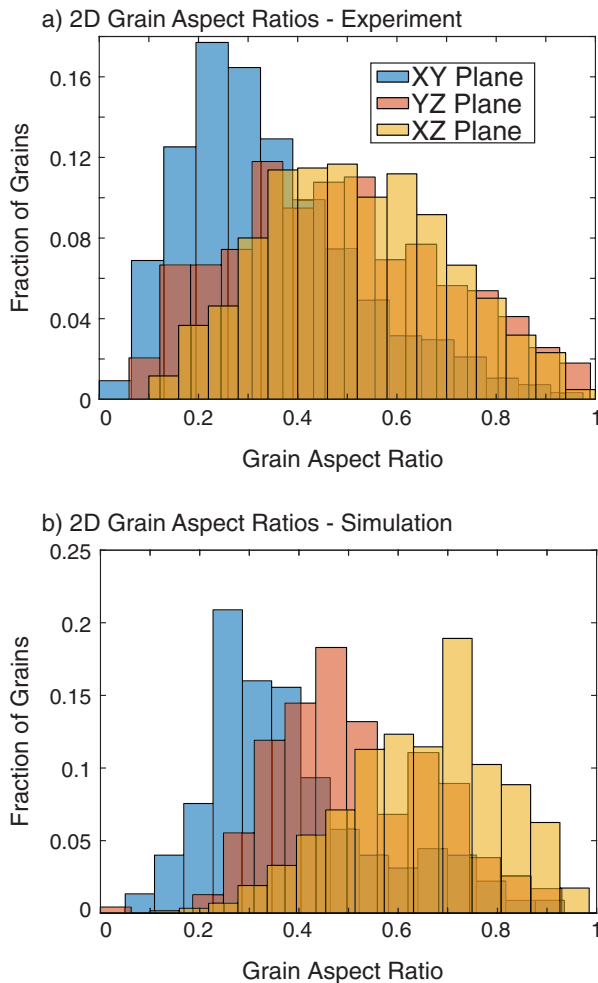 a) 2D Grain Aspect Ratios - Experiment
0.16
0.12
0.08
0.04
0
Fraction of Grains
XY Plane
YZ Plane
XZ Plane
0 0.2 0.4 0.6 0.8 1
Grain Aspect Ratio
b) 2D Grain Aspect Ratios - Simulation
0.25
0.2
0.15
0.1
0.05
0
Fraction of Grains
0 0.2 0.4 0.6 0.8 1
Grain Aspect Ratio